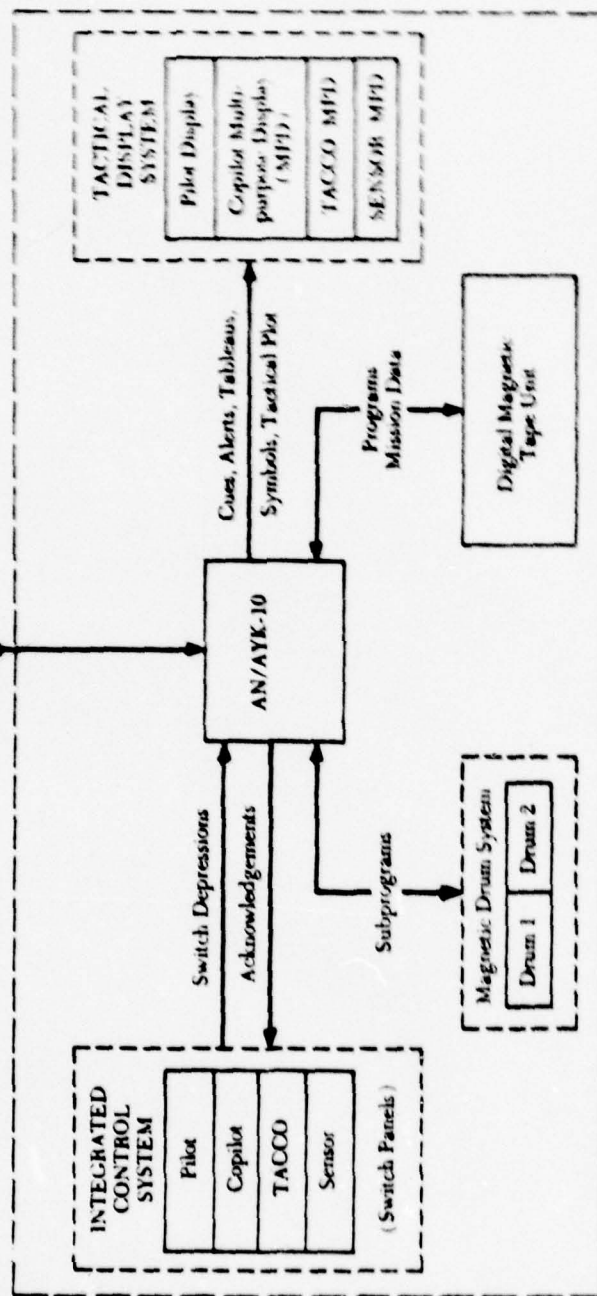 INTEGRATED
CONTROL
SYSTEM
Pilot
Copilot
TACCO
Sensor
(Switch Panels)
Switch Depressions
Acknowledgements
AN/AYK-10
Cues, Alerts, Tableaus,
Symbols, Tactical Plot
TACTICAL
DISPLAY
SYSTEM
Pilot Display
Copilot Multi-
purpose Display
(MPD)
TACCO MPD
SENSOR MPD
Subprograms
Programs
Mission Data
Magnetic Drum System
Drum 1
Drum 2
Digital Magnetic
Tape Unit